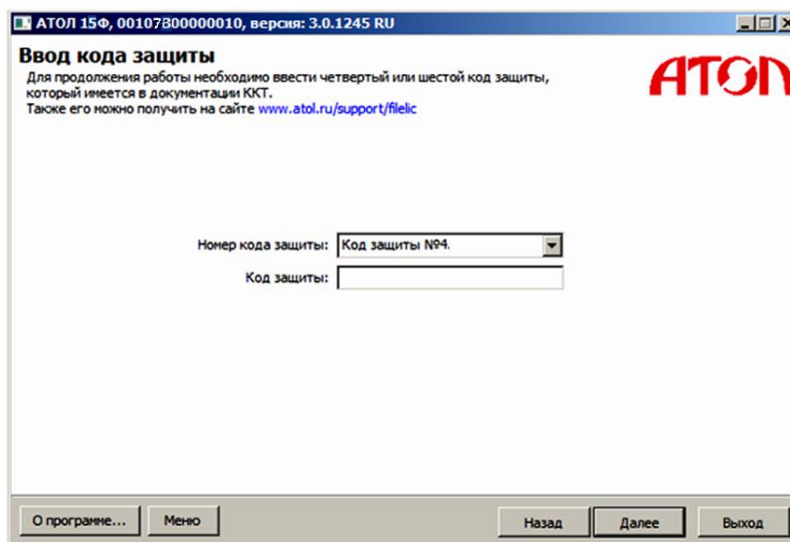 АТОЛ 15Ф, 00107800000010, версия: 3.0.1245 RU
Ввод кода защиты
Для продолжения работы необходимо ввести четвертый или шестой код защиты,
который имеется в документации ККТ.
Также его можно получить на сайте www.atol.ru/support/filelic
АТОЛ
Номер кода защиты: Код защиты №4.
Код защиты:
О программе... Меню Назад Далее Выход